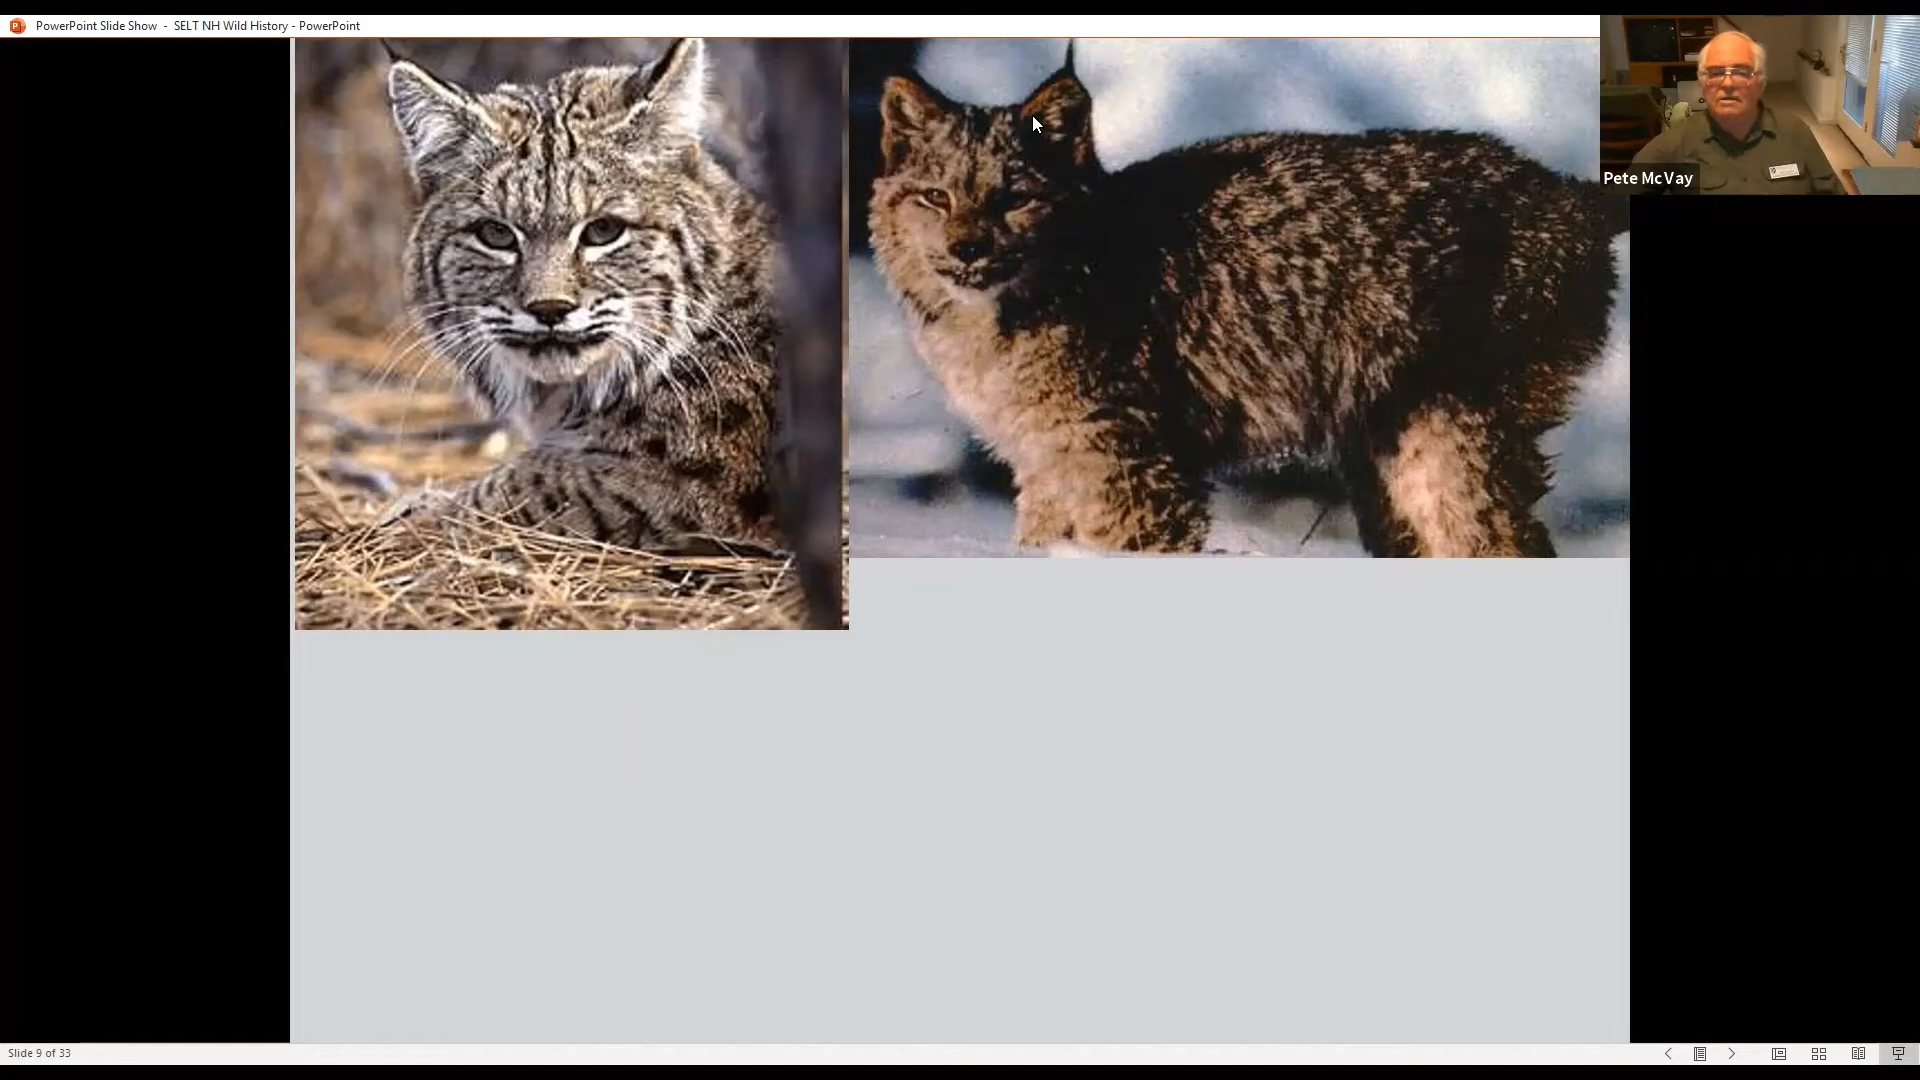 PowerPoint Slide Show - SELT NH Wild History - PowerPoint
Pete McVay
Slide 9 of 33